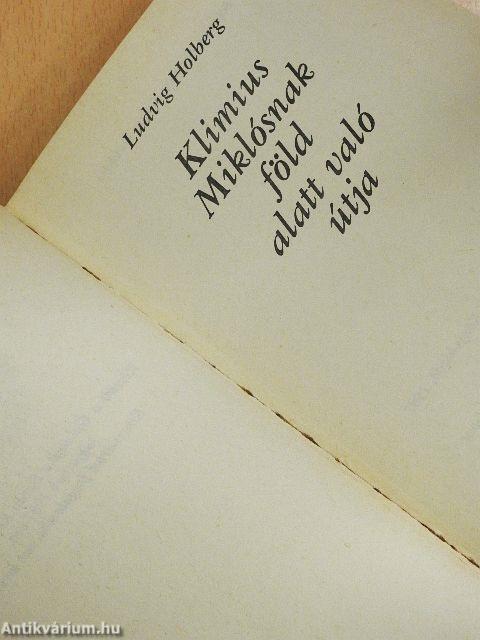 Ludvig Holberg
Klimius
Miklósnak
föld
alatt való
útja
Antikvárium.hu